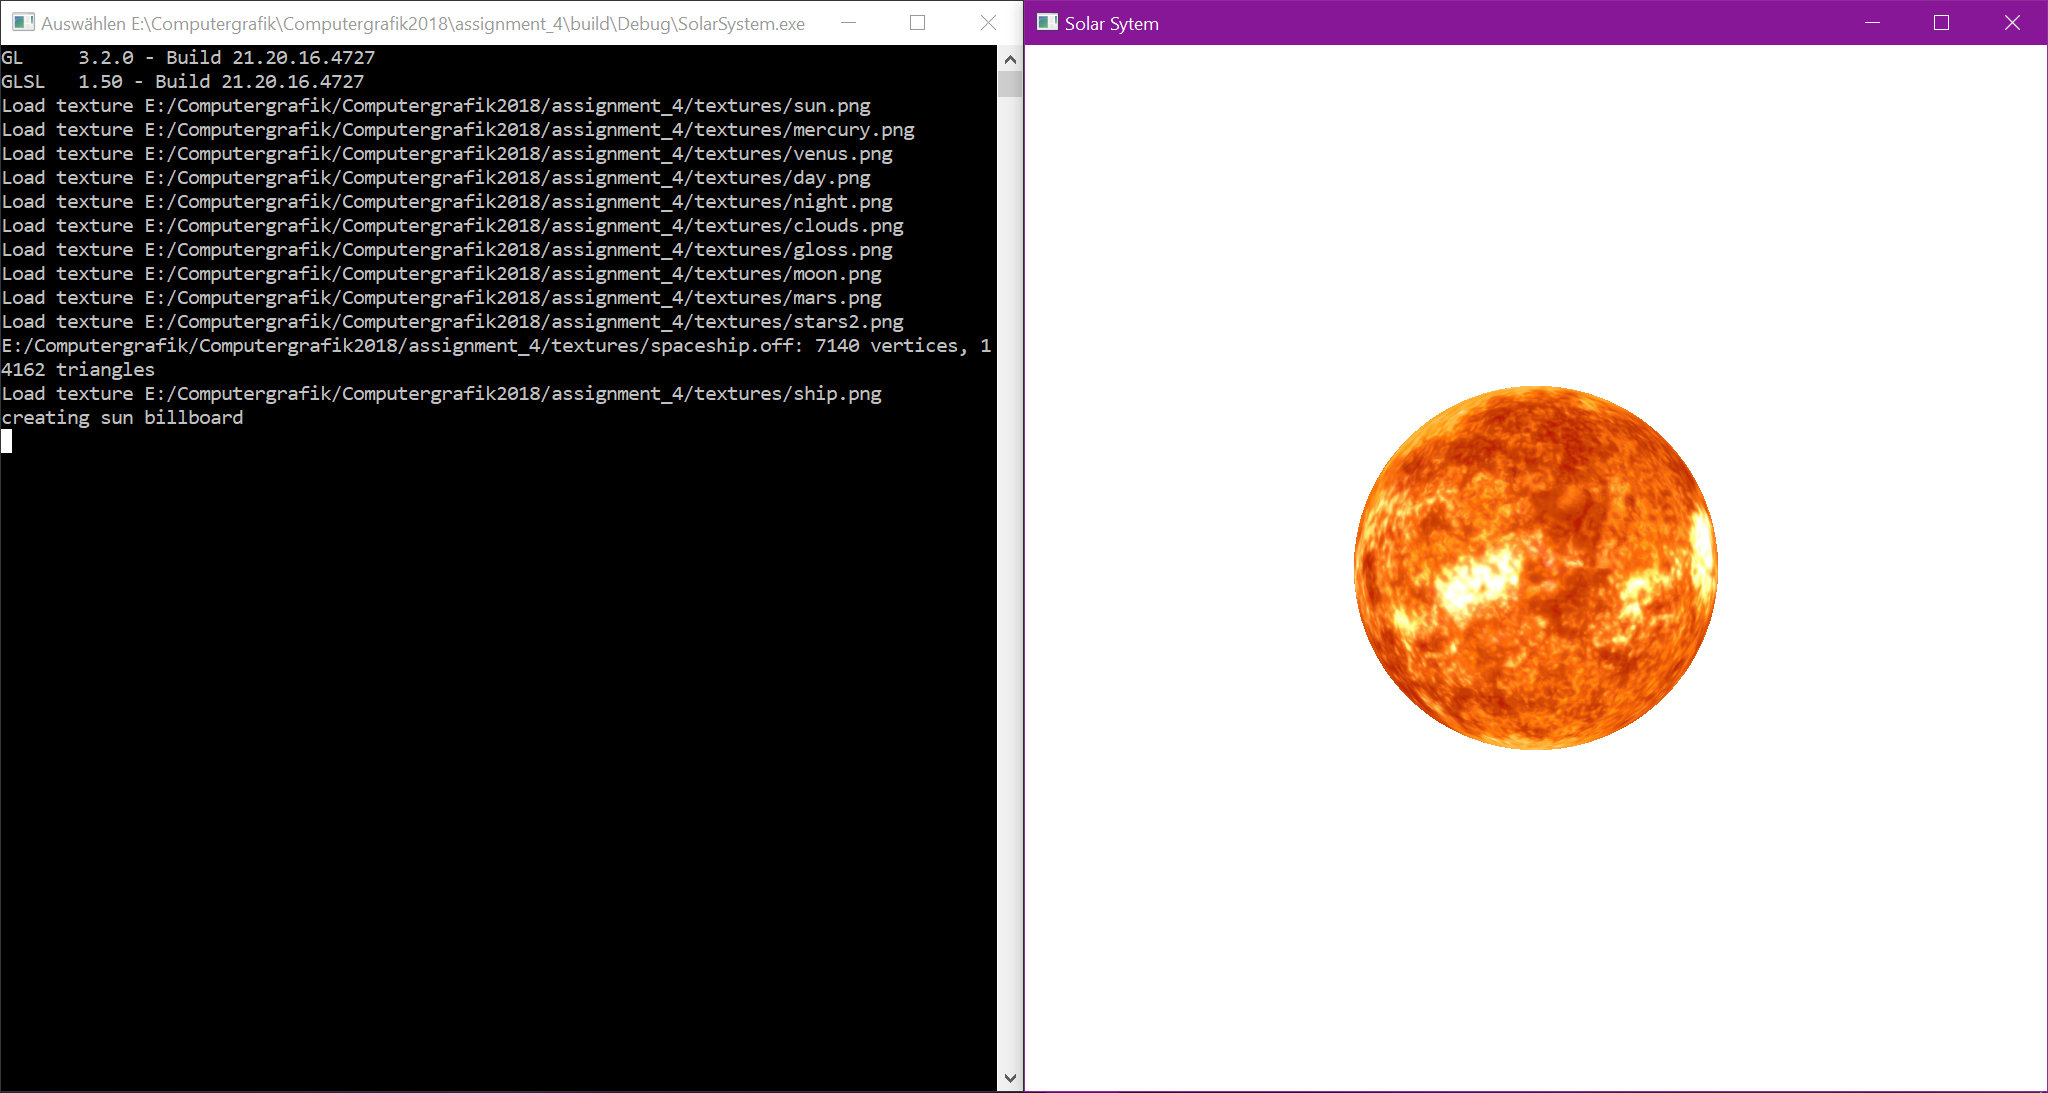 Auswählen E:\Computergrafik\Computergrafik2018\assignment_4\build\Debug\SolarSystem.exe
GL     3.2.0 - Build 21.20.16.4727
GLSL   1.50 - Build 21.20.16.4727
Load texture E:/Computergrafik/Computergrafik2018/assignment_4/textures/sun.png
Load texture E:/Computergrafik/Computergrafik2018/assignment_4/textures/mercury.png
Load texture E:/Computergrafik/Computergrafik2018/assignment_4/textures/venus.png
Load texture E:/Computergrafik/Computergrafik2018/assignment_4/textures/day.png
Load texture E:/Computergrafik/Computergrafik2018/assignment_4/textures/night.png
Load texture E:/Computergrafik/Computergrafik2018/assignment_4/textures/clouds.png
Load texture E:/Computergrafik/Computergrafik2018/assignment_4/textures/gloss.png
Load texture E:/Computergrafik/Computergrafik2018/assignment_4/textures/moon.png
Load texture E:/Computergrafik/Computergrafik2018/assignment_4/textures/mars.png
Load texture E:/Computergrafik/Computergrafik2018/assignment_4/textures/stars2.png
E:/Computergrafik/Computergrafik2018/assignment_4/textures/spaceship.off: 7140 vertices, 1
4162 triangles
Load texture E:/Computergrafik/Computergrafik2018/assignment_4/textures/ship.png
creating sun billboard
Solar Sytem